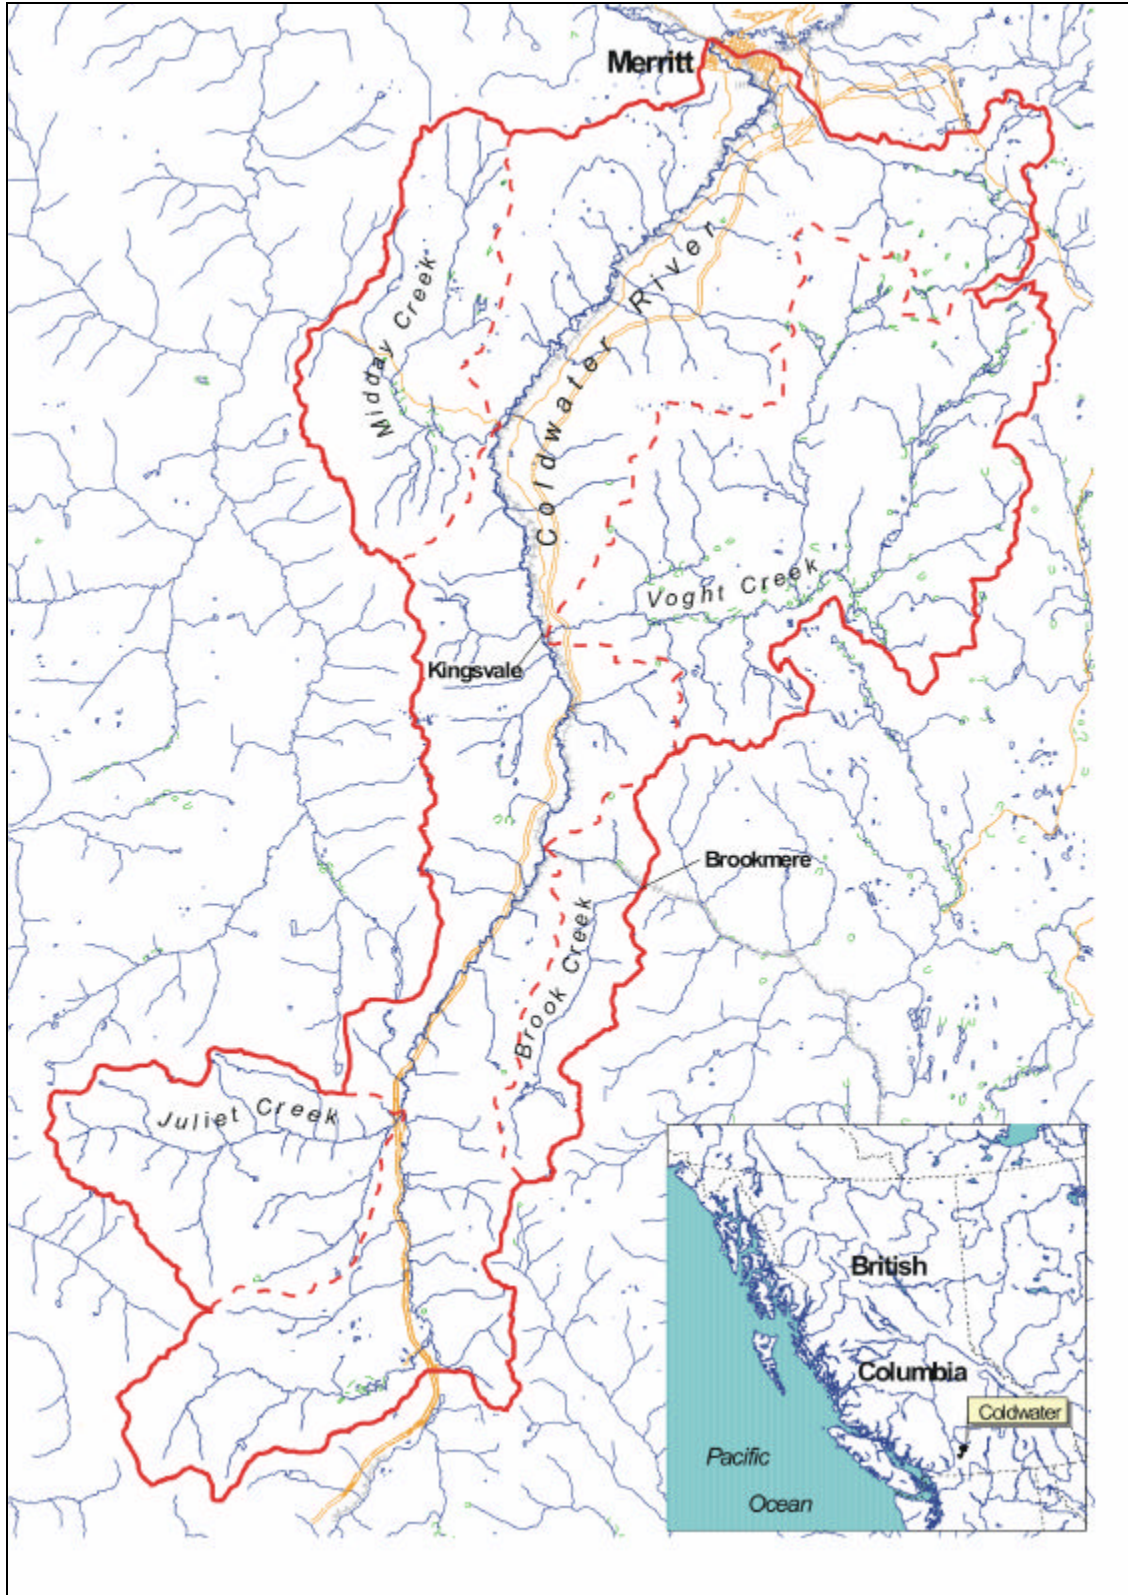 Merritt
Coldwater River
Midday Creek
Voght Creek
Kingsvale
Brookmere
Brook Creek
Juliet Creek
British
Columbia
Coldwater
Pacific
Ocean